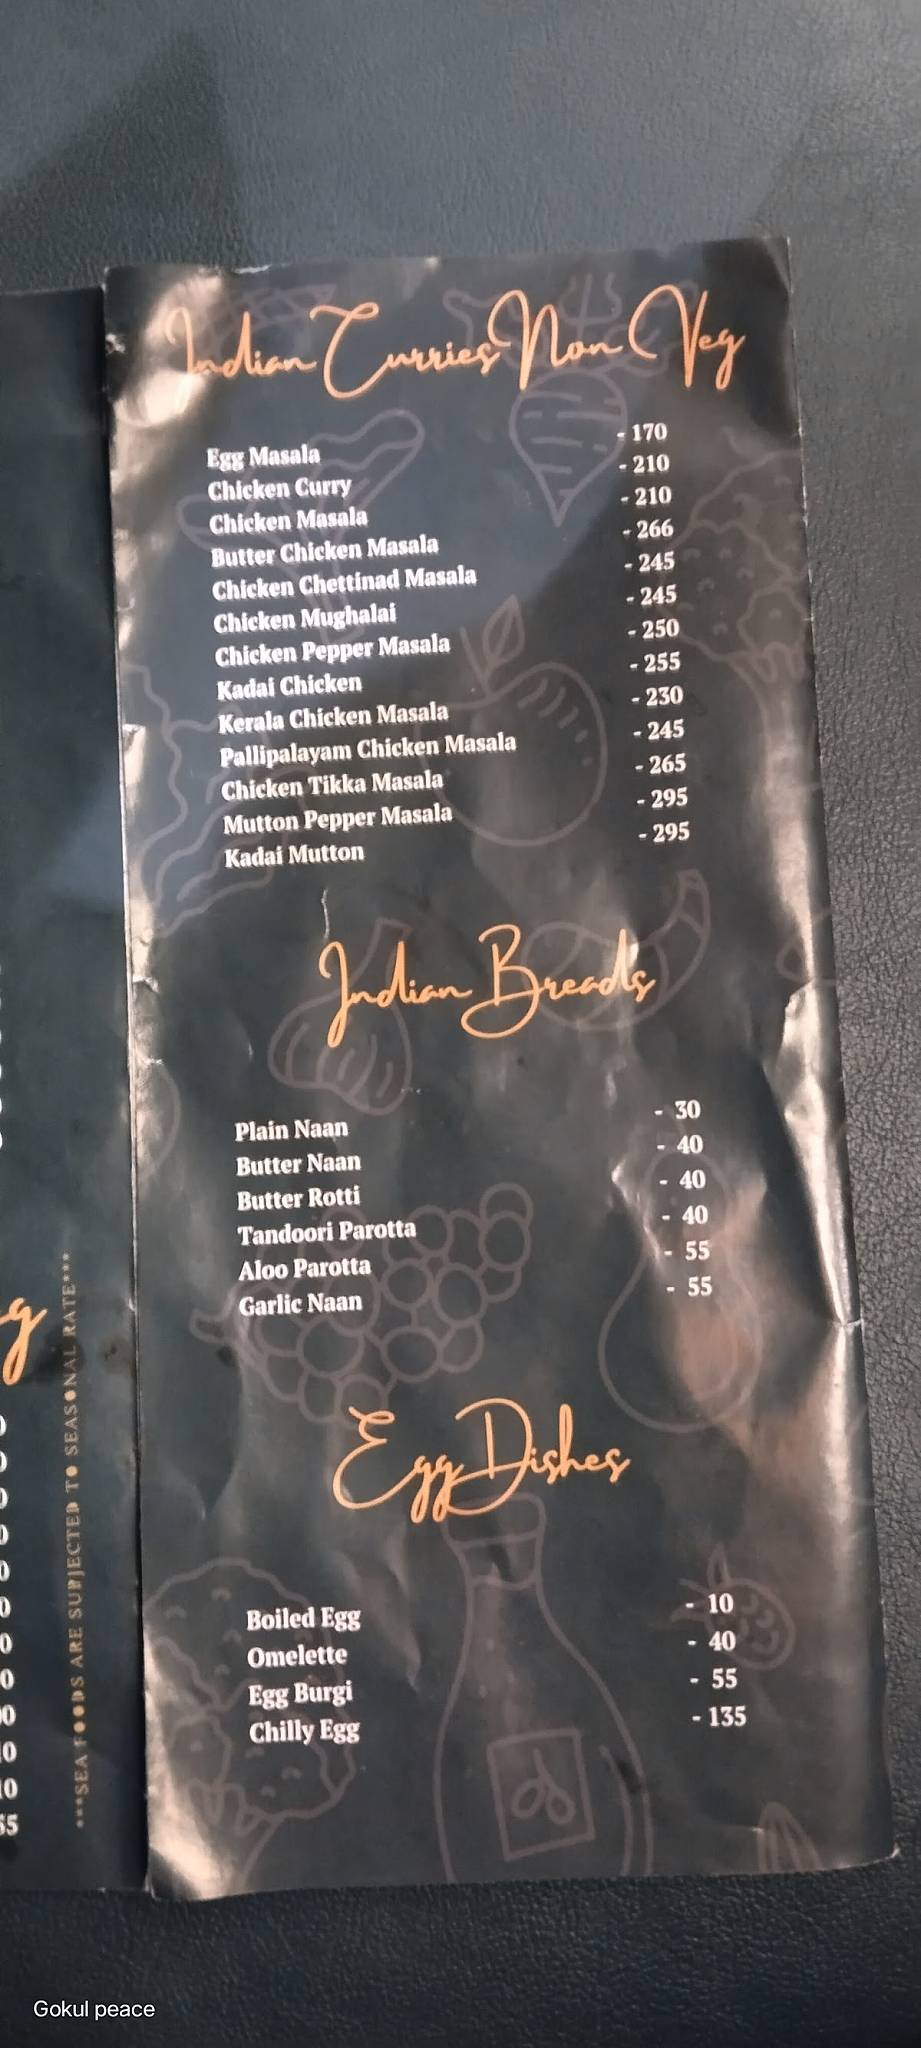 Indian Curries Non Veg
Egg Masala - 170
Chicken Curry - 210
Chicken Masala - 210
Butter Chicken Masala - 266
Chicken Chettinad Masala - 245
Chicken Mughalai - 245
Chicken Pepper Masala - 250
Kadai Chicken - 255
Kerala Chicken Masala - 230
Pallipalayam Chicken Masala - 245
Chicken Tikka Masala - 265
Mutton Pepper Masala - 295
Kadai Mutton - 295
Indian Breads
Plain Naan - 30
Butter Naan - 40
Butter Rotti - 40
Tandoori Parotta - 40
Aloo Parotta - 55
Garlic Naan - 55
Egg Dishes
Boiled Egg - 10
Omelette - 40
Egg Burgi - 55
Chilly Egg - 135
***SEA FOODS ARE SUBJECTED TO SEASONAL RATE***
Gokul peace